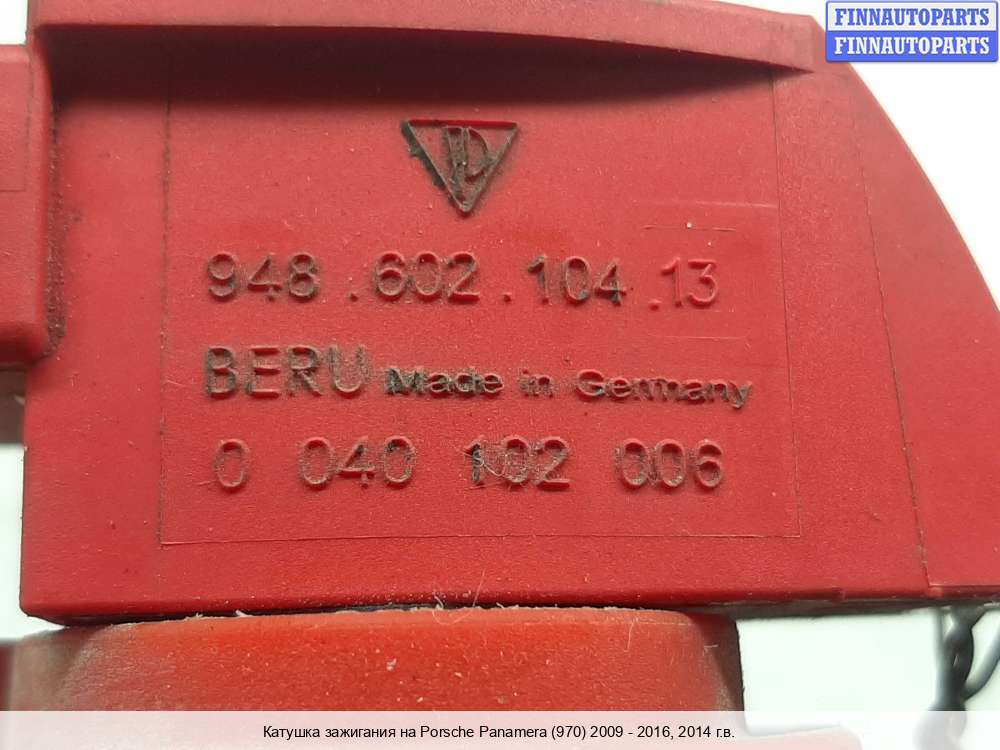 FINNAUTOPARTS
FINNAUTOPARTS
948.602.104.13
BERU Made in Germany
0 040 102 006
Катушка зажигания на Porsche Panamera (970) 2009 - 2016, 2014 г.в.